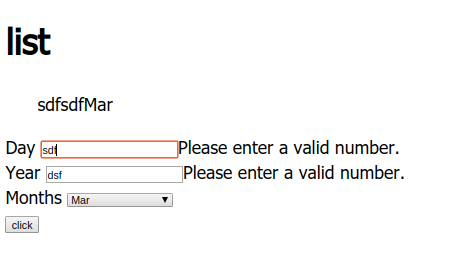 list
sdfsdfMar
Day sdf Please enter a valid number.
Year dsf Please enter a valid number.
Months Mar
click